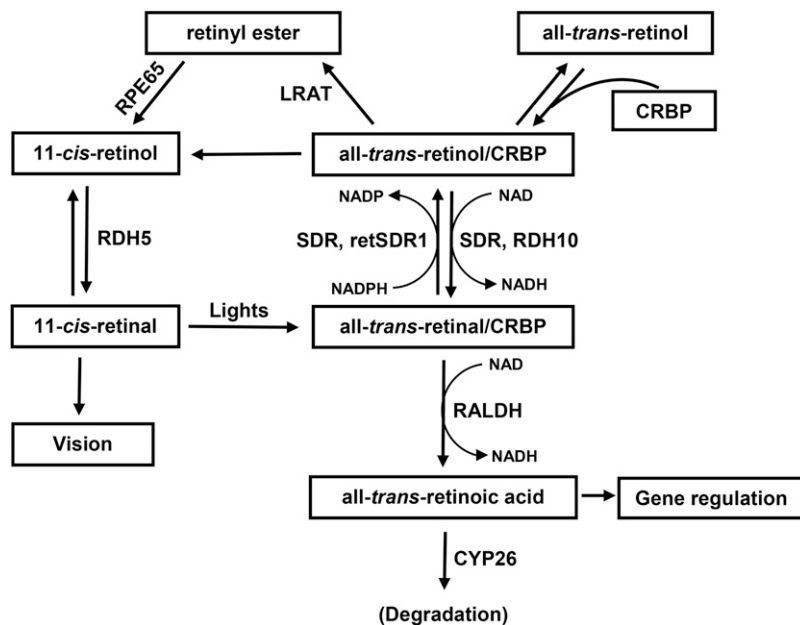 retinyl ester
all-trans-retinol
RPE65
LRAT
CRBP
11-cis-retinol
all-trans-retinol/CRBP
NADP
NAD
RDH5
SDR, retSDR1
SDR, RDH10
NADPH
NADH
Lights
11-cis-retinal
all-trans-retinal/CRBP
NAD
RALDH
Vision
NADH
all-trans-retinoic acid
Gene regulation
CYP26
(Degradation)